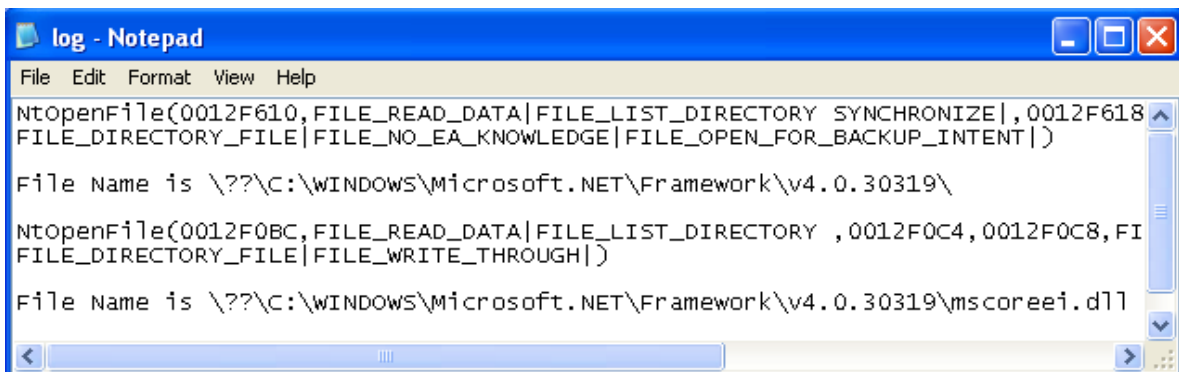 log - Notepad
File Edit Format View Help
NtOpenFile(0012F610,FILE_READ_DATA|FILE_LIST_DIRECTORY SYNCHRONIZE|,0012F618
FILE_DIRECTORY_FILE|FILE_NO_EA_KNOWLEDGE|FILE_OPEN_FOR_BACKUP_INTENT|)
File Name is \??\C:\WINDOWS\Microsoft.NET\Framework\v4.0.30319\
NtOpenFile(0012F0BC,FILE_READ_DATA|FILE_LIST_DIRECTORY ,0012F0C4,0012F0C8,FI
FILE_DIRECTORY_FILE|FILE_WRITE_THROUGH|)
File Name is \??\C:\WINDOWS\Microsoft.NET\Framework\v4.0.30319\mscoreei.dll